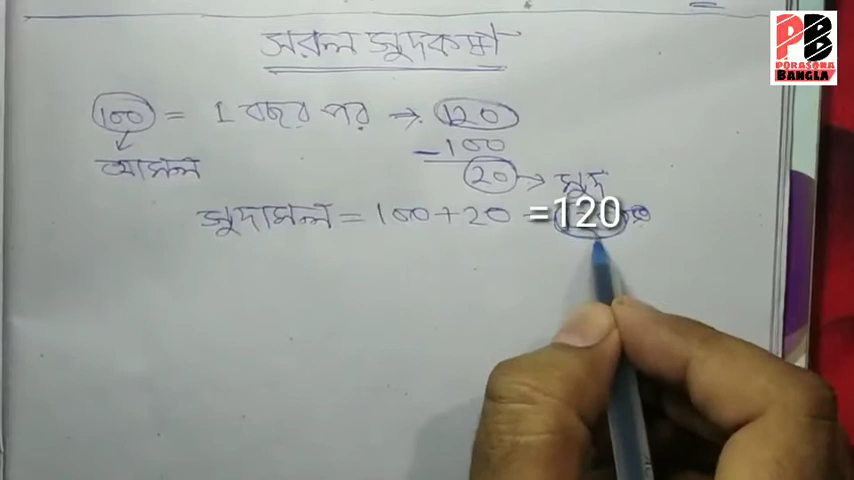 সরল সুদকষা
100 = 1 বছর পর → 120
আসল
- 100
20 → সুদ
সুদাসল = 100 + 20 =120
PB
PORASONA
BANGLA